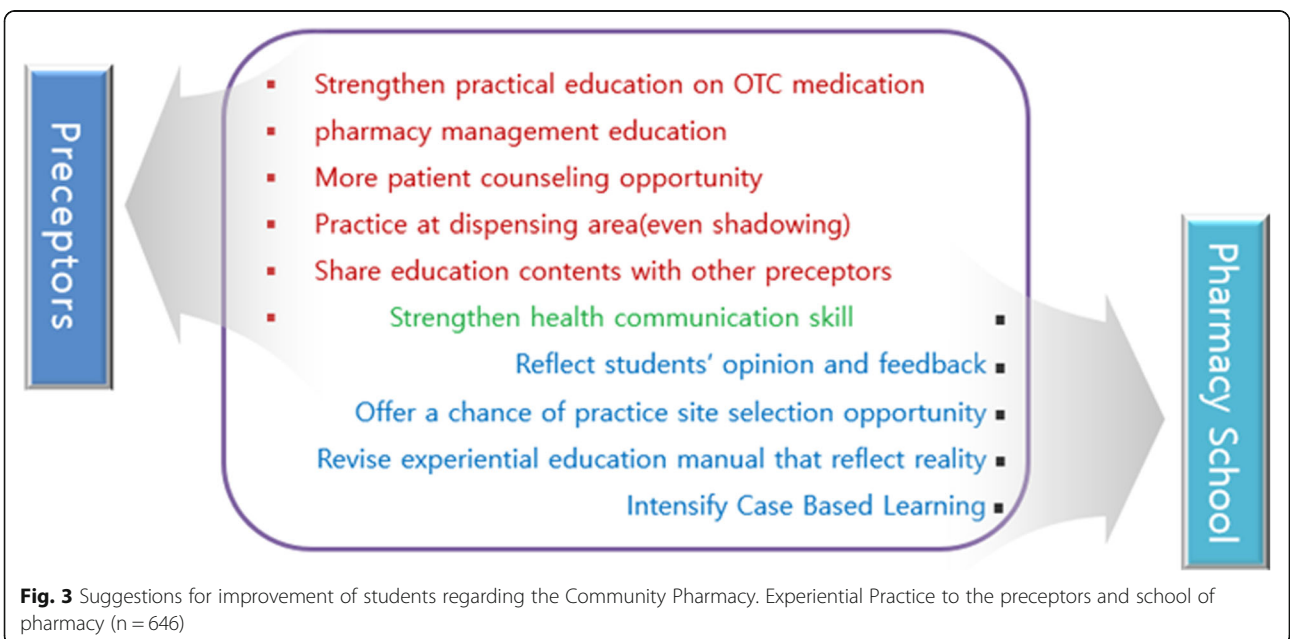 Preceptors
▪ Strengthen practical education on OTC medication
▪ pharmacy management education
▪ More patient counseling opportunity
▪ Practice at dispensing area(even shadowing)
▪ Share education contents with other preceptors
▪ Strengthen health communication skill ▪
Reflect students' opinion and feedback ▪
Offer a chance of practice site selection opportunity ▪
Revise experiential education manual that reflect reality ▪
Intensify Case Based Learning ▪
Pharmacy School
Fig. 3 Suggestions for improvement of students regarding the Community Pharmacy. Experiential Practice to the preceptors and school of
pharmacy (n = 646)